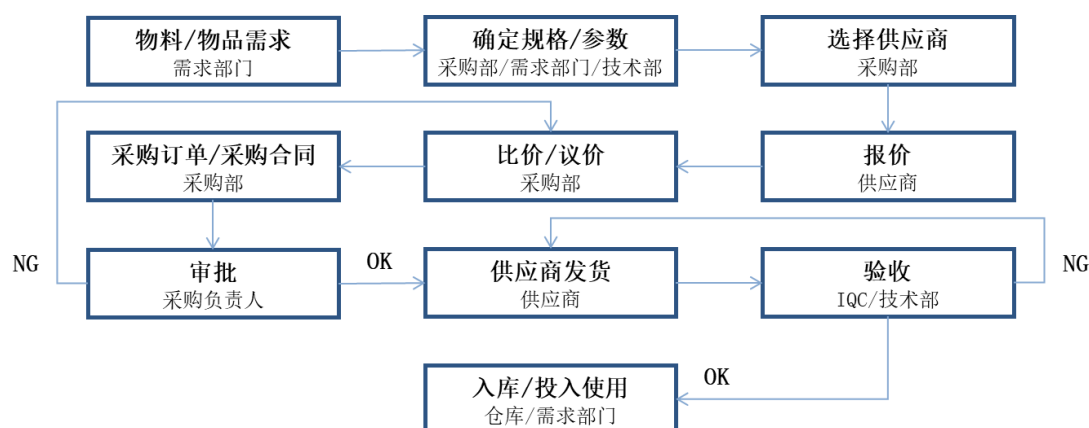 物料/物品需求
需求部门
确定规格/参数
采购部/需求部门/技术部
选择供应商
采购部
采购订单/采购合同
采购部
比价/议价
采购部
报价
供应商
NG
审批
采购负责人
OK
供应商发货
供应商
验收
IQC/技术部
NG
入库/投入使用
仓库/需求部门
OK